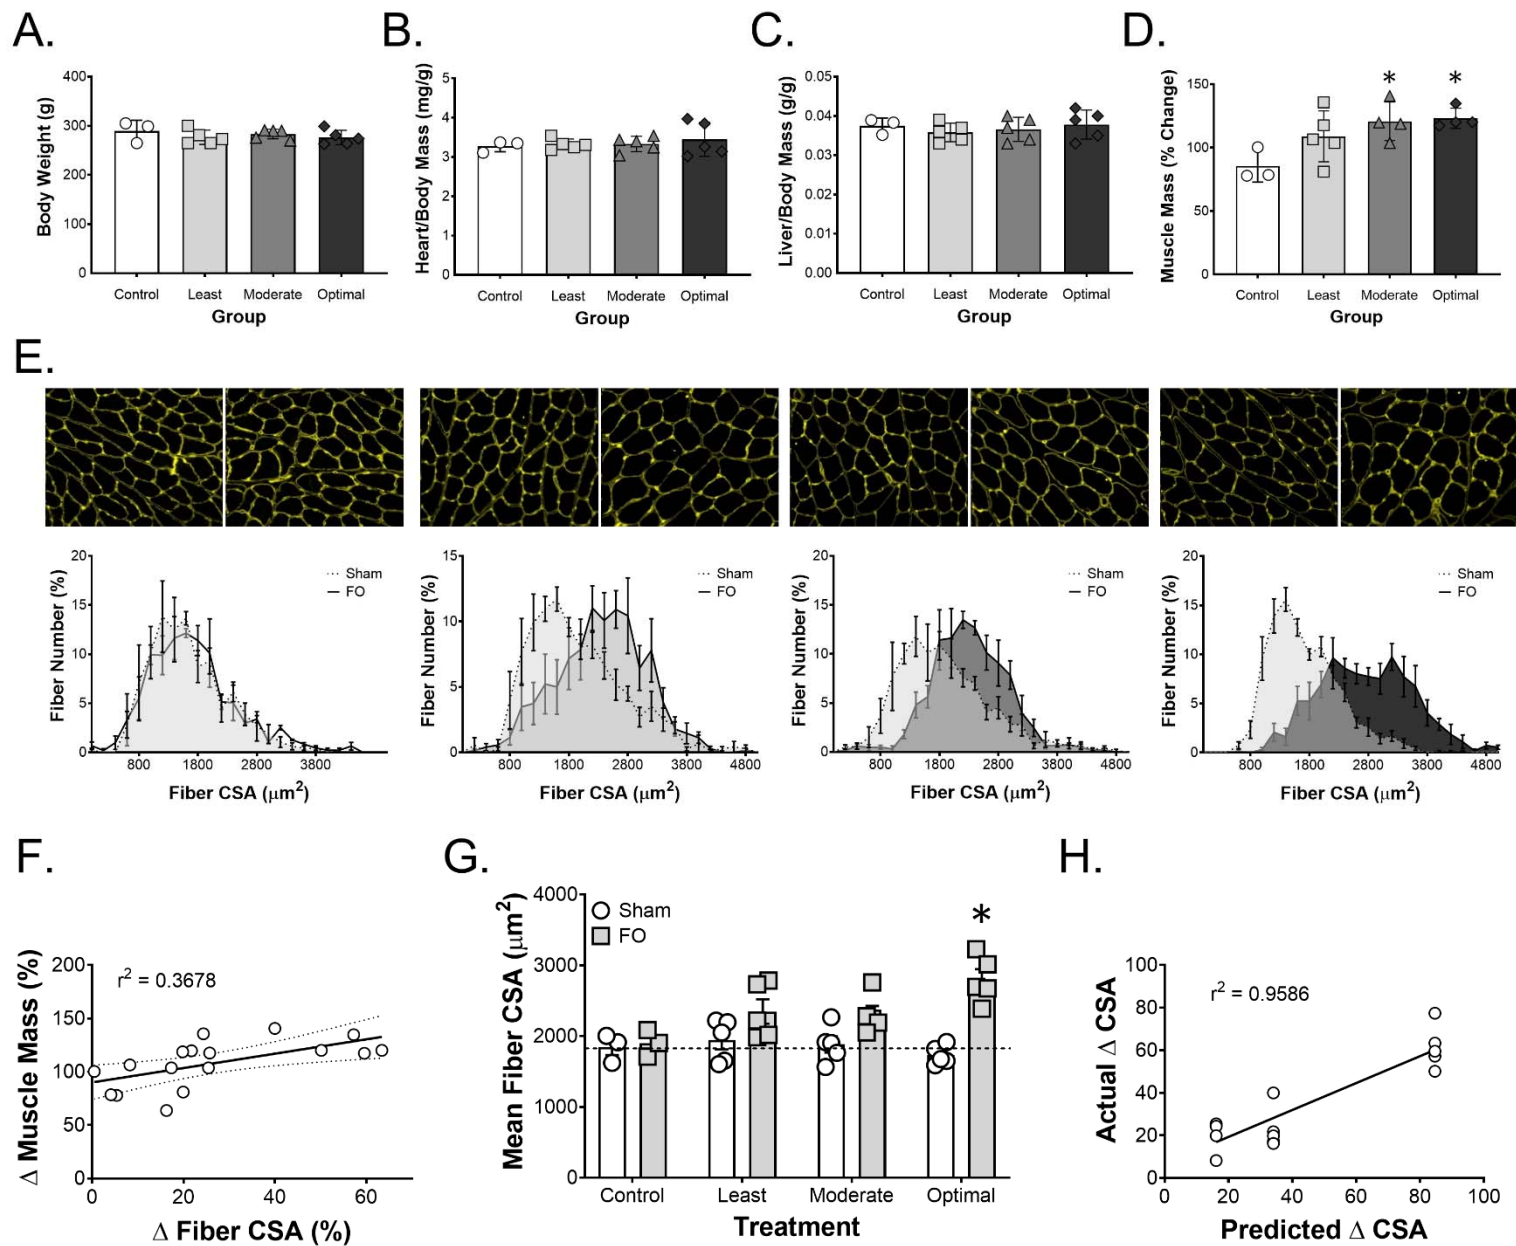 A.
B.
C.
D.
Body Weight (g)
400
300
200
100
0
Control Least Moderate Optimal
Group
Heart/Body Mass (mg/g)
5
4
3
2
1
0
Control Least Moderate Optimal
Group
Liver/Body Mass (g/g)
0.05
0.04
0.03
0.02
0.01
0.00
Control Least Moderate Optimal
Group
Muscle Mass (% Change)
150
100
50
0
* *
Control Least Moderate Optimal
Group
E.
Fiber Number (%)
20
15
10
5
0
Sham
FO
800 1800 2800 3800
Fiber CSA (μm²)
Fiber Number (%)
15
10
5
0
Sham
FO
800 1800 2800 3800 4800
Fiber CSA (μm²)
Fiber Number (%)
20
15
10
5
0
Sham
FO
800 1800 2800 3800 4800
Fiber CSA (μm²)
Fiber Number (%)
20
15
10
5
0
Sham
FO
800 1800 2800 3800 4800
Fiber CSA (μm²)
F.
Δ Muscle Mass (%)
200
150
100
50
0
r² = 0.3678
0 20 40 60
Δ Fiber CSA (%)
G.
Mean Fiber CSA (μm²)
4000
3000
2000
1000
0
Sham
FO
*
Control Least Moderate Optimal
Treatment
H.
Actual Δ CSA
100
80
60
40
20
0
r² = 0.9586
0 20 40 60 80 100
Predicted Δ CSA